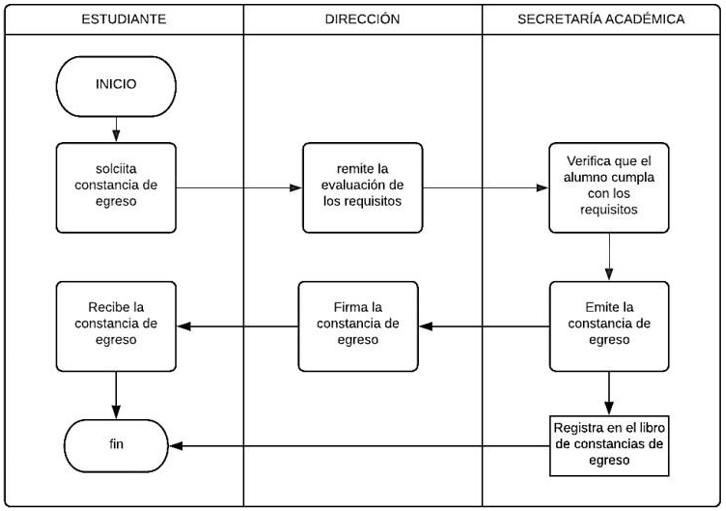 ESTUDIANTE
DIRECCIÓN
SECRETARÍA ACADÉMICA
INICIO
solciita
constancia de
egreso
remite la
evaluación de
los requisitos
Verifica que el
alumno cumpla
con los
requisitos
Recibe la
constancia de
egreso
Firma la
constancia de
egreso
Emite la
constancia de
egreso
fin
Registra en el libro
de constancias de
egreso